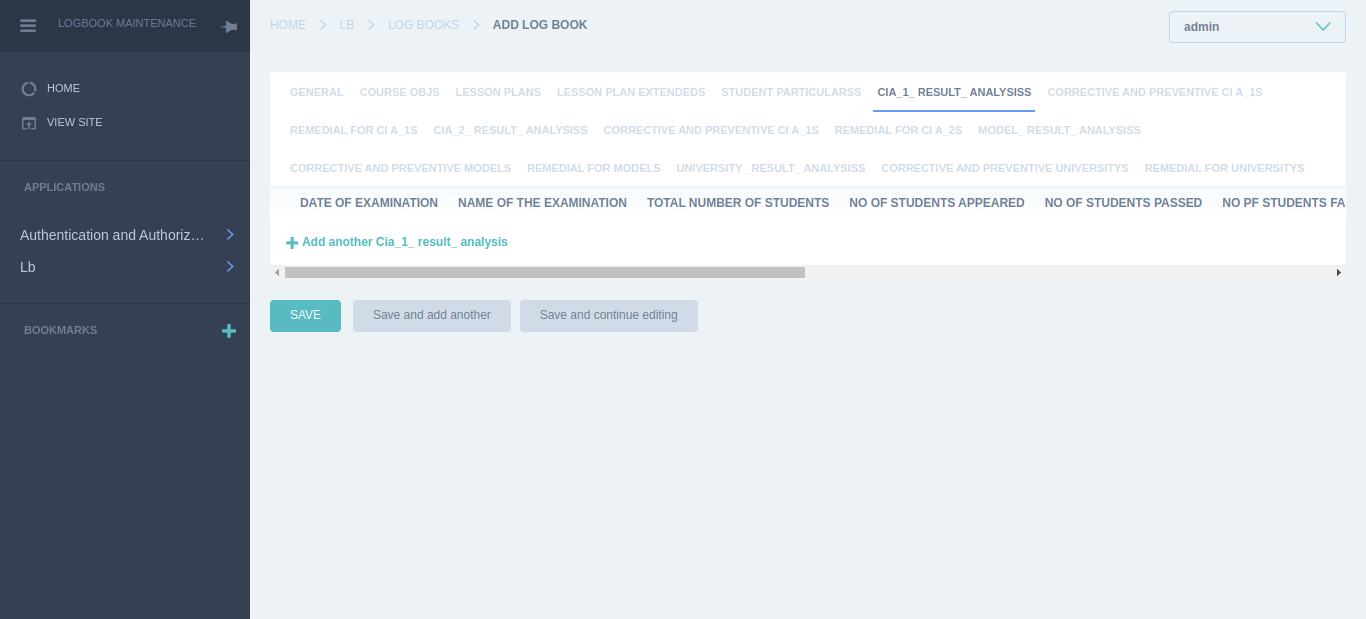 LOGBOOK MAINTENANCE
HOME
VIEW SITE
APPLICATIONS
Authentication and Authoriz…
Lb
BOOKMARKS
HOME LB LOG BOOKS ADD LOG BOOK
admin
GENERAL COURSE OBJS LESSON PLANS LESSON PLAN EXTENDEDS STUDENT PARTICULARSS CIA_1_ RESULT_ ANALYSISS CORRECTIVE AND PREVENTIVE CI A_1S
REMEDIAL FOR CI A_1S CIA_2_ RESULT_ ANALYSISS CORRECTIVE AND PREVENTIVE CI A_1S REMEDIAL FOR CI A_2S MODEL_ RESULT_ ANALYSISS
CORRECTIVE AND PREVENTIVE MODELS REMEDIAL FOR MODELS UNIVERSITY_ RESULT_ ANALYSISS CORRECTIVE AND PREVENTIVE UNIVERSITYS REMEDIAL FOR UNIVERSITYS
DATE OF EXAMINATION NAME OF THE EXAMINATION TOTAL NUMBER OF STUDENTS NO OF STUDENTS APPEARED NO OF STUDENTS PASSED NO PF STUDENTS FA
Add another Cia_1_ result_ analysis
SAVE Save and add another Save and continue editing